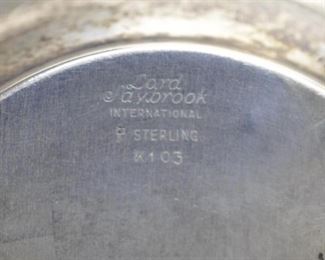 Lord
Saybrook
INTERNATIONAL
STERLING
K103